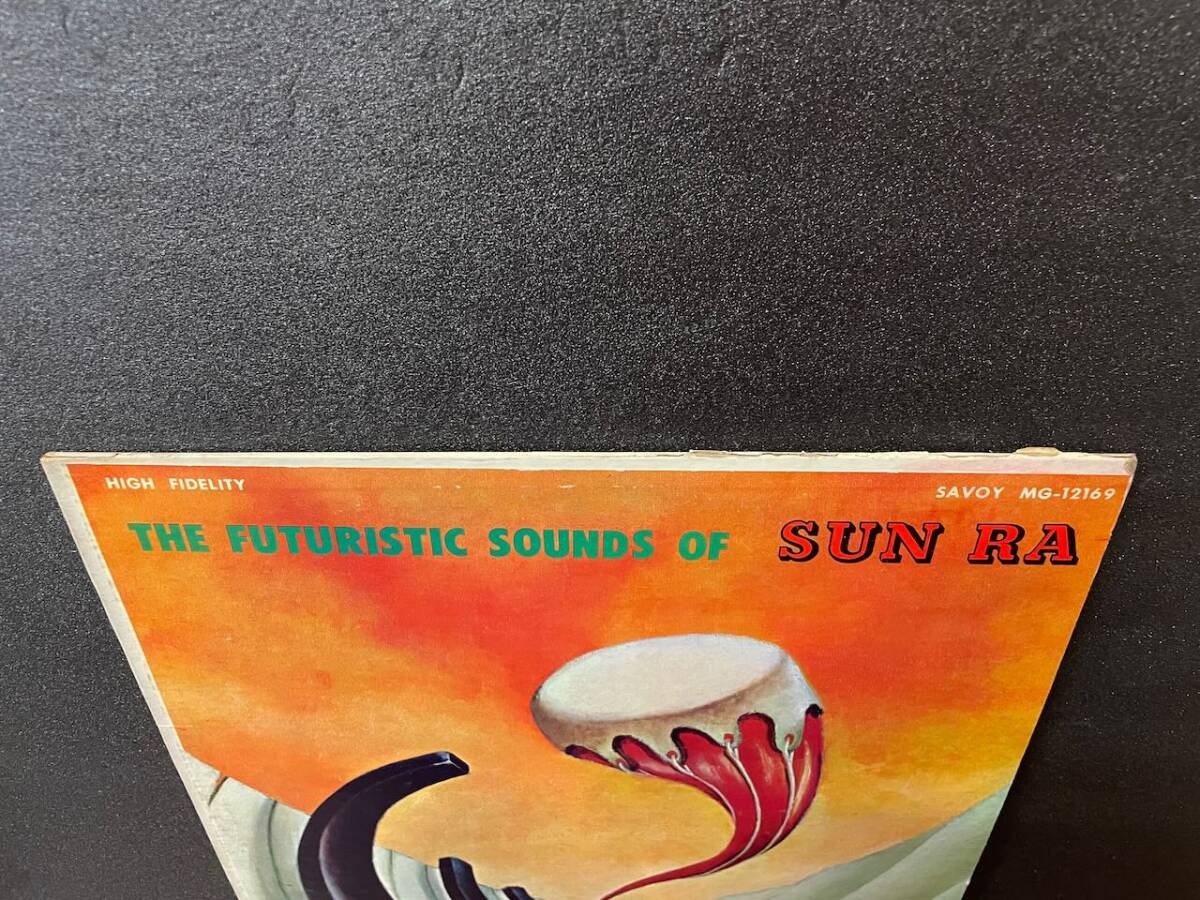 HIGH FIDELITY
SAVOY MG-12169
THE FUTURISTIC SOUNDS OF SUN RA